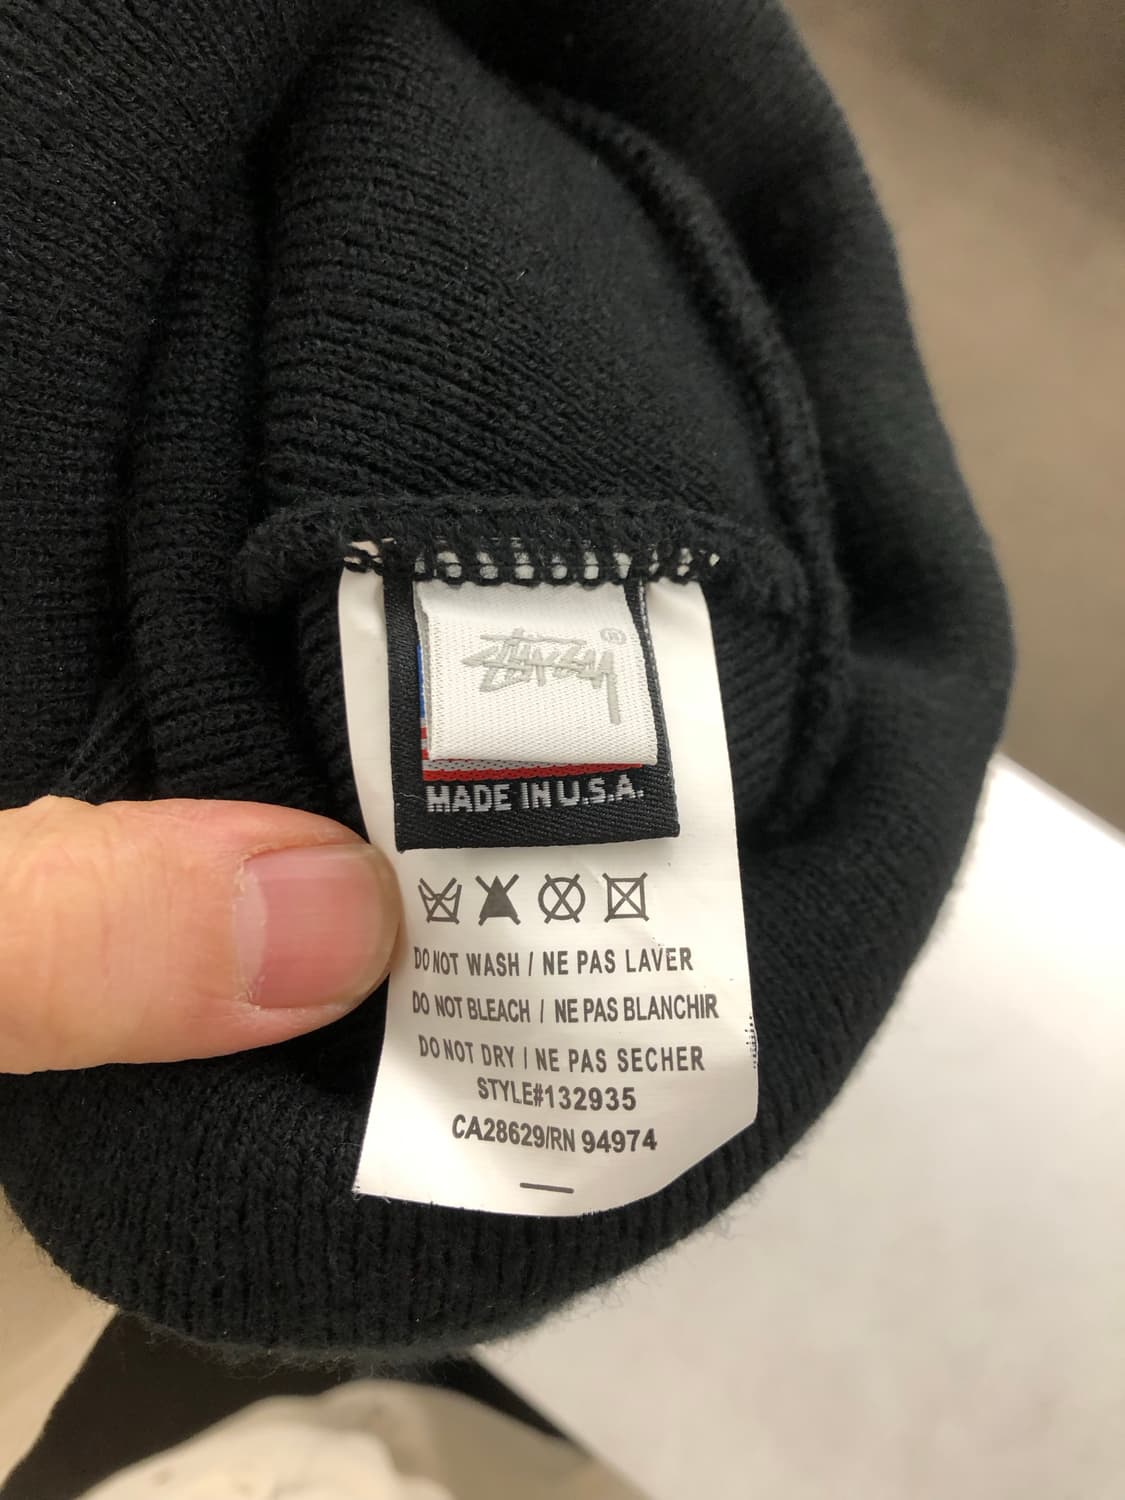 STÜSSY ®
MADE IN U.S.A.
DO NOT WASH / NE PAS LAVER
DO NOT BLEACH / NE PAS BLANCHIR
DO NOT DRY / NE PAS SECHER
STYLE#132935
CA28629/RN 94974